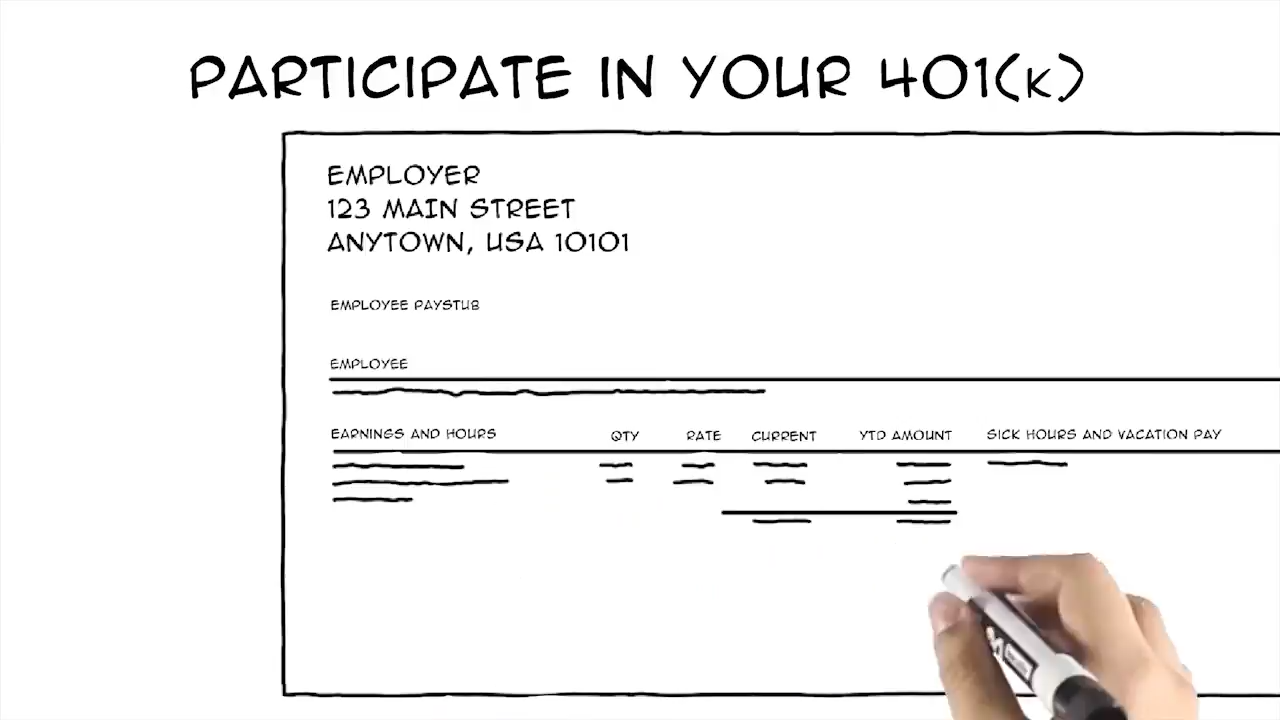 PARTICIPATE IN YOUR 401(K)
EMPLOYER
123 MAIN STREET
ANYTOWN, USA 10101
EMPLOYEE PAYSTUB
EMPLOYEE
EARNINGS AND HOURS QTY RATE CURRENT YTD AMOUNT SICK HOURS AND VACATION PAY